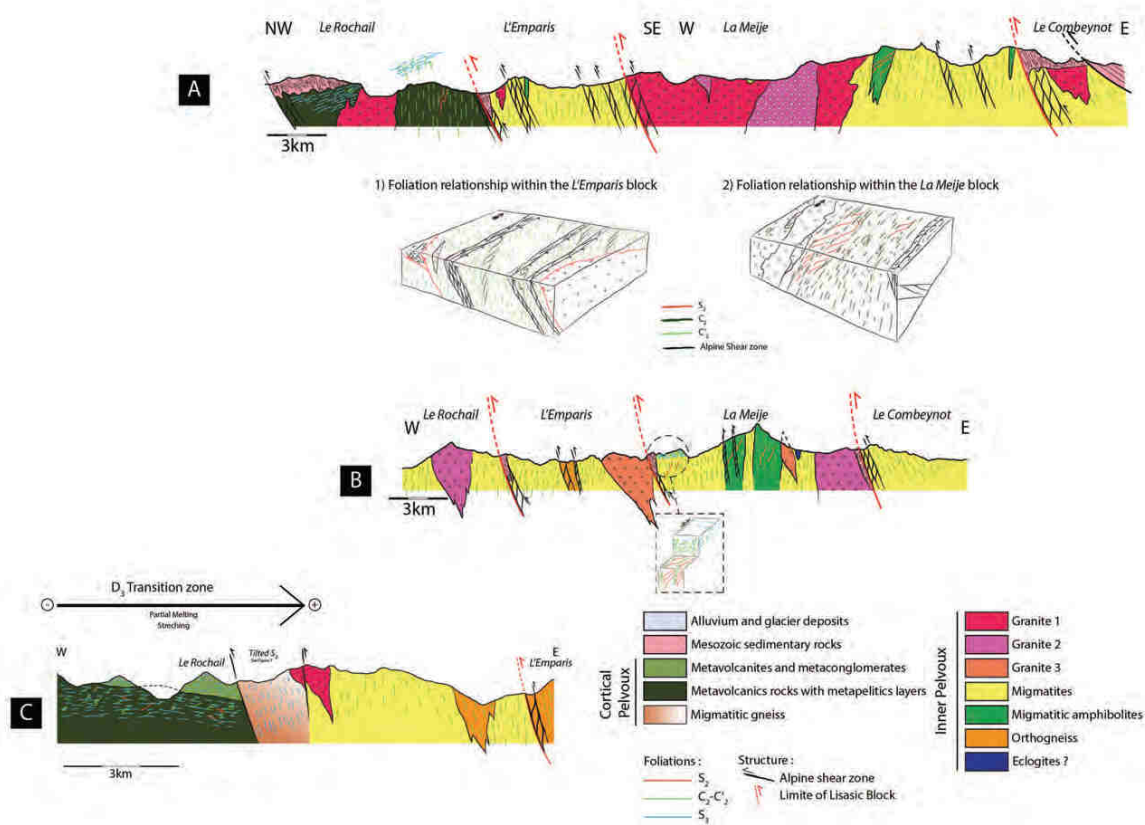 NW Le Rochail L'Emparis SE W La Meije Le Combeynot E
A
3km
1) Foliation relationship within the L'Emparis block
2) Foliation relationship within the La Meije block
Alpine Shear zone
Le Rochail L'Emparis La Meije Le Combeynot
W E
B
3km
D3 Transition zone
- +
Partial Melting
Streching
W Le Rochail Tilted S3 E
L'Emparis
C
3km
Cortical Pelvoux
Alluvium and glacier deposits
Mesozoic sedimentary rocks
Metavolcanites and metaconglomerates
Metavolcanics rocks with metapelitics layers
Migmatitic gneiss
Inner Pelvoux
Granite 1
Granite 2
Granite 3
Migmatites
Migmatitic amphibolites
Orthogneiss
Eclogites ?
Foliations :
S2
C2-C'2
Structure :
Alpine shear zone
Limite of Lisasic Block